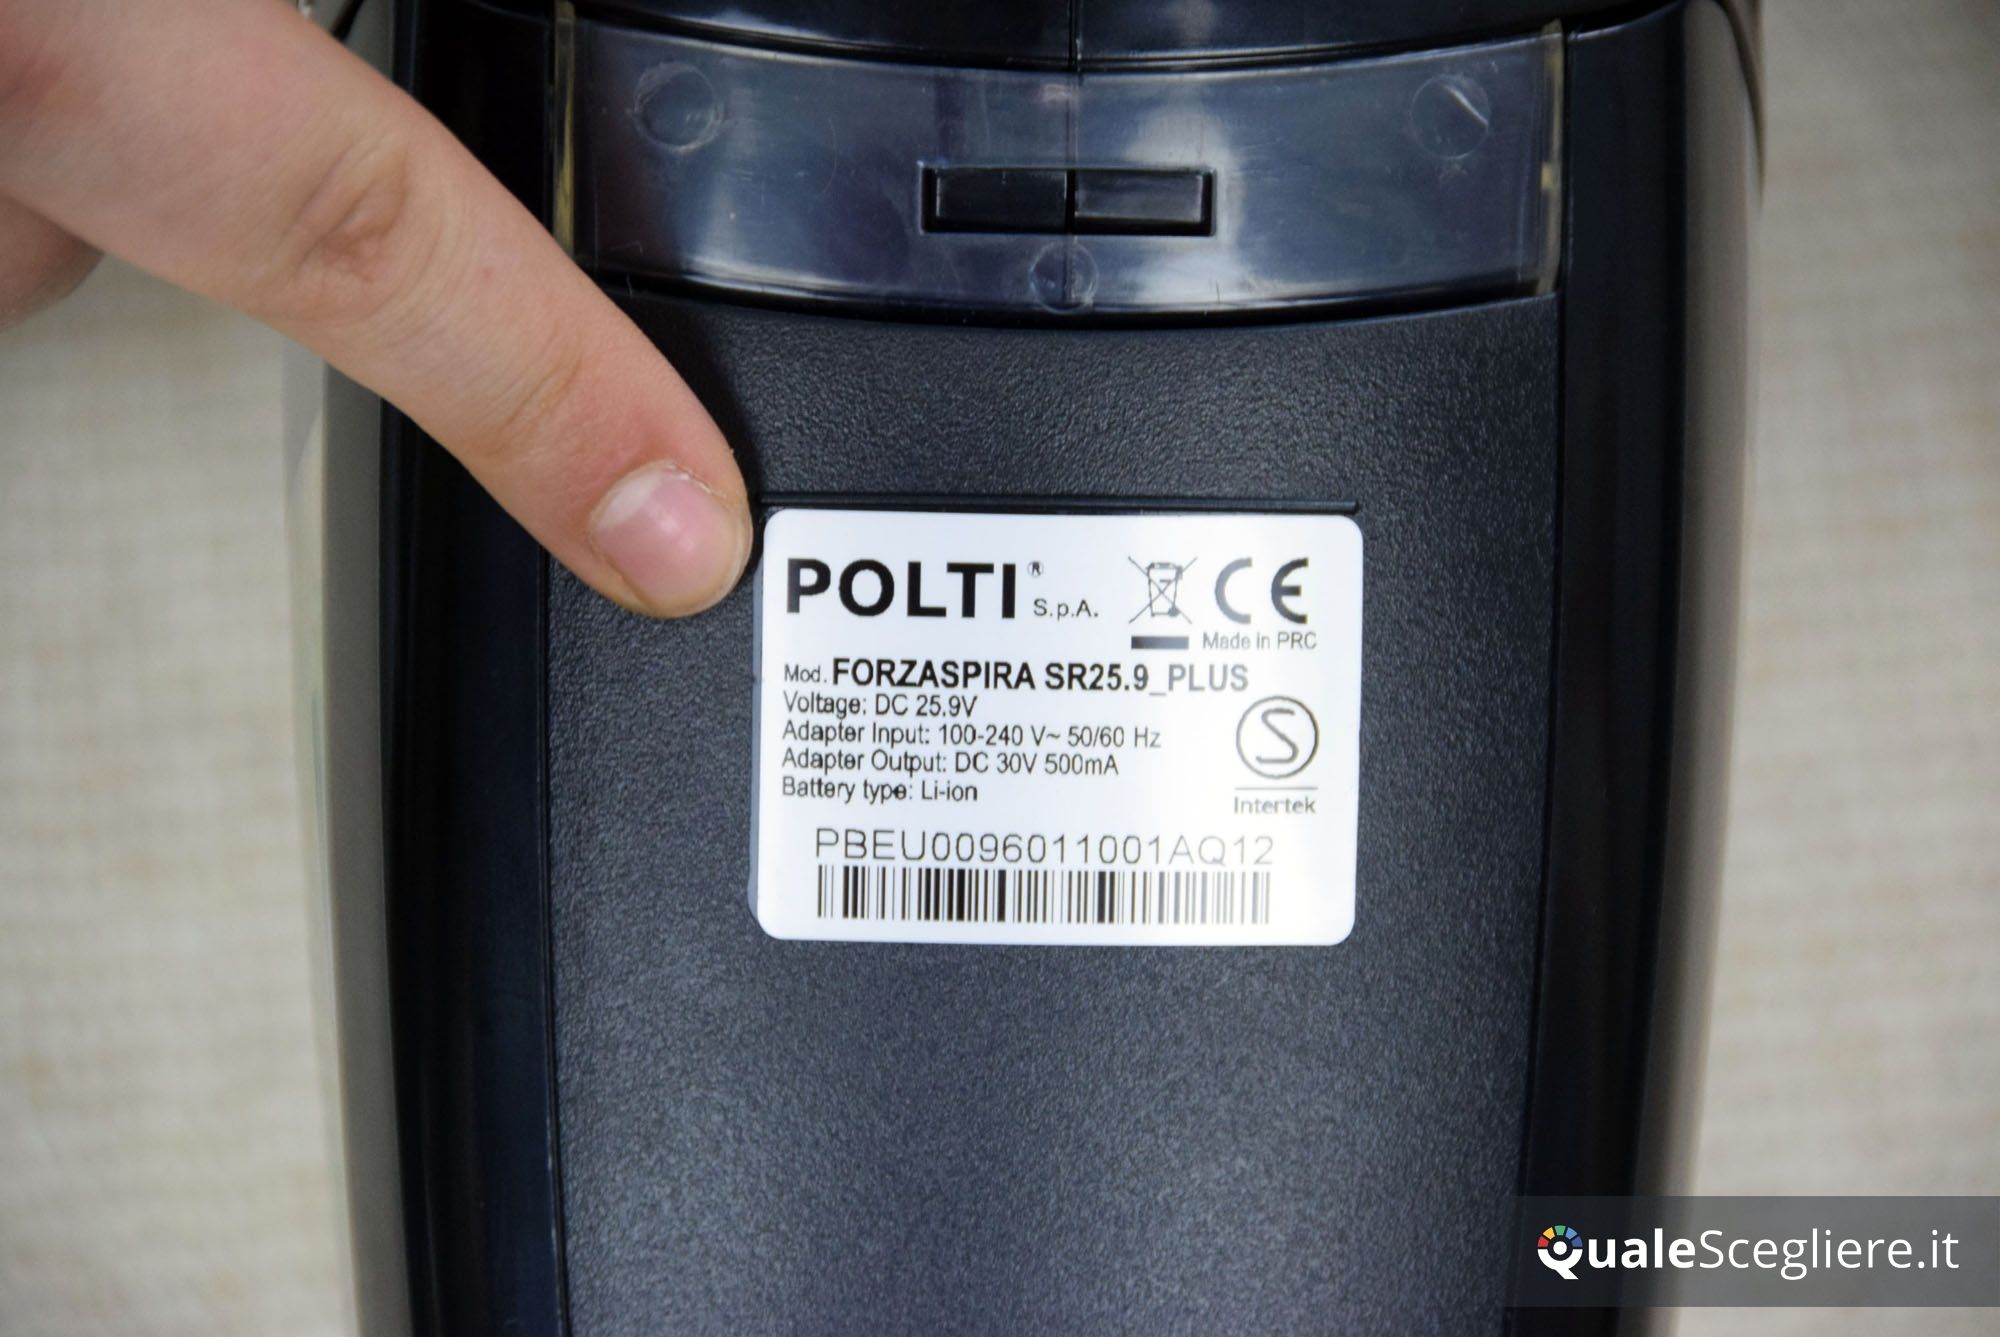 POLTI® S.p.A.
CE
Made in PRC
Mod. FORZASPIRA SR25.9_PLUS
Voltage: DC 25.9V
Adapter Input: 100-240 V~ 50/60 Hz
Adapter Output: DC 30V 500mA
Battery type: Li-ion
S
Intertek
PBEU0096011001AQ12
QualeScegliere.it